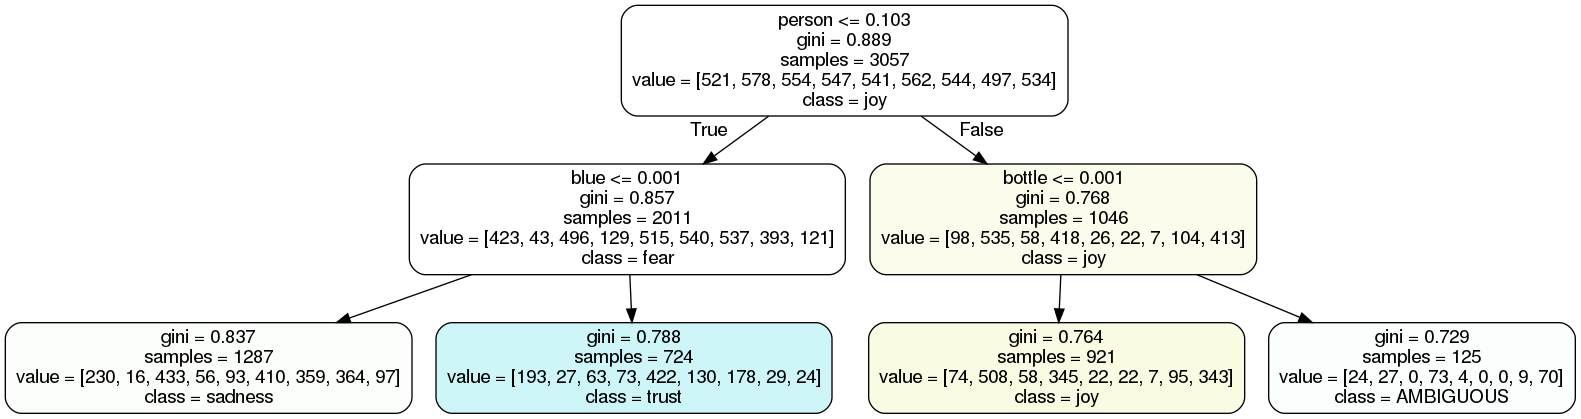 person <= 0.103
gini = 0.889
samples = 3057
value = [521, 578, 554, 547, 541, 562, 544, 497, 534]
class = joy
True
False
blue <= 0.001
gini = 0.857
samples = 2011
value = [423, 43, 496, 129, 515, 540, 537, 393, 121]
class = fear
bottle <= 0.001
gini = 0.768
samples = 1046
value = [98, 535, 58, 418, 26, 22, 7, 104, 413]
class = joy
gini = 0.837
samples = 1287
value = [230, 16, 433, 56, 93, 410, 359, 364, 97]
class = sadness
gini = 0.788
samples = 724
value = [193, 27, 63, 73, 422, 130, 178, 29, 24]
class = trust
gini = 0.764
samples = 921
value = [74, 508, 58, 345, 22, 22, 7, 95, 343]
class = joy
gini = 0.729
samples = 125
value = [24, 27, 0, 73, 4, 0, 0, 9, 70]
class = AMBIGUOUS